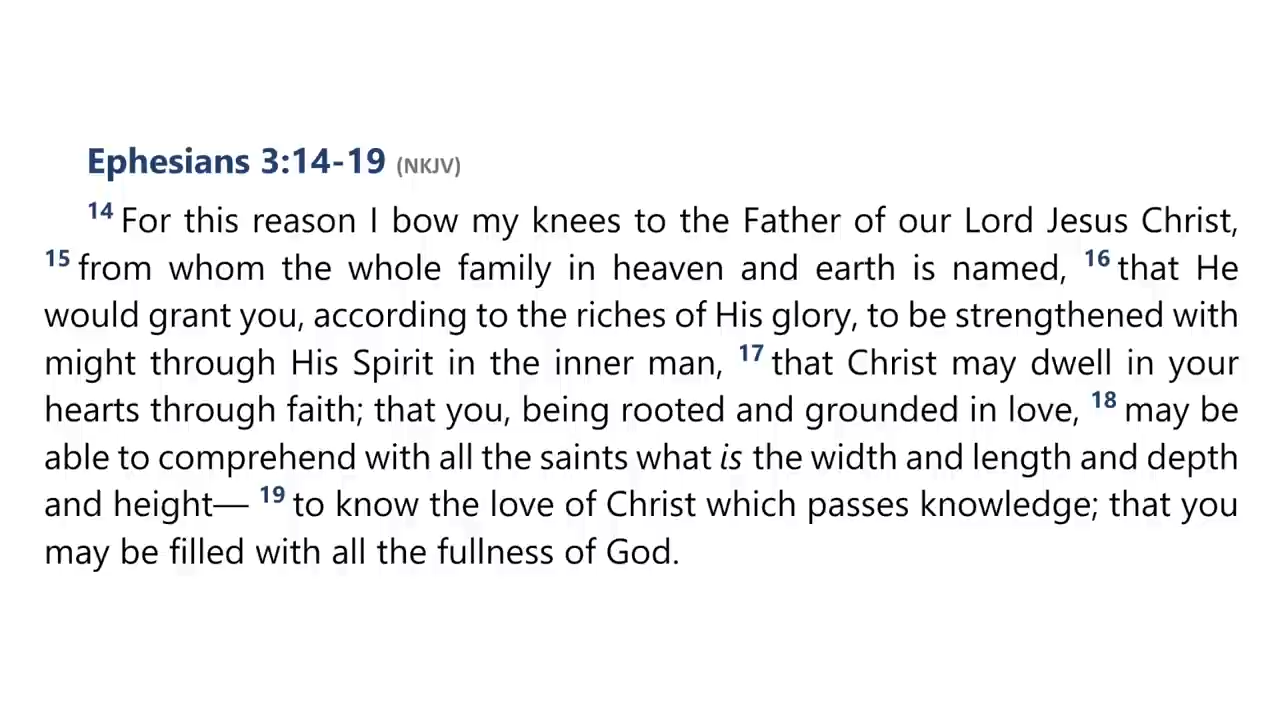 Ephesians 3:14-19 (NKJV)
14 For this reason I bow my knees to the Father of our Lord Jesus Christ,
15 from whom the whole family in heaven and earth is named, 16 that He
would grant you, according to the riches of His glory, to be strengthened with
might through His Spirit in the inner man, 17 that Christ may dwell in your
hearts through faith; that you, being rooted and grounded in love, 18 may be
able to comprehend with all the saints what is the width and length and depth
and height— 19 to know the love of Christ which passes knowledge; that you
may be filled with all the fullness of God.